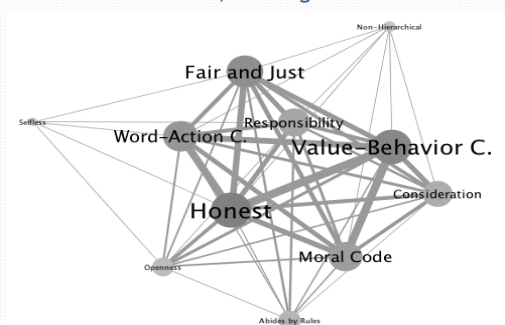 Non-Hierarchical
Fair and Just
Selfless
Responsibility
Word-Action C.
Value-Behavior C.
Consideration
Honest
Moral Code
Openness
Abides by Rules